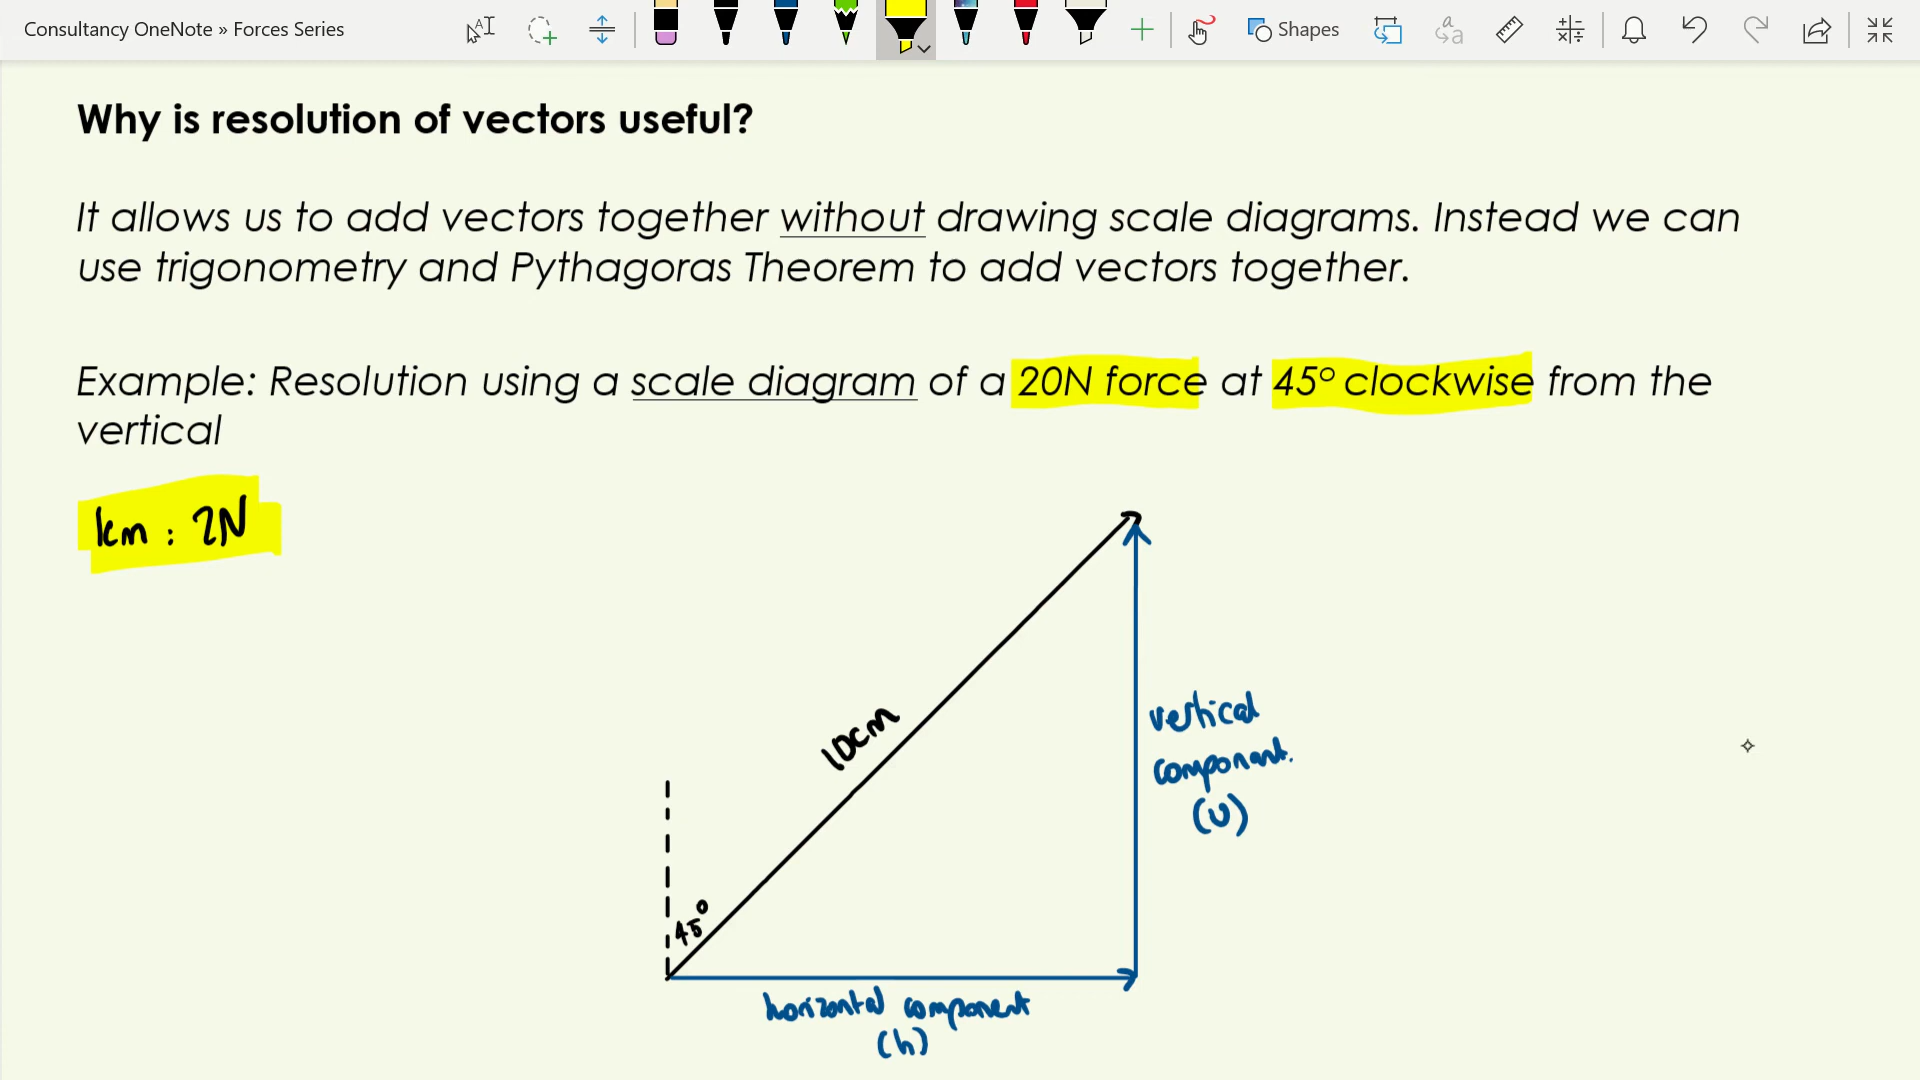 Consultancy OneNote » Forces Series
Shapes
Why is resolution of vectors useful?
It allows us to add vectors together without drawing scale diagrams. Instead we can
use trigonometry and Pythagoras Theorem to add vectors together.
Example: Resolution using a scale diagram of a 20N force at 45° clockwise from the
vertical
1cm : 2N
10cm
vertical
component.
(v)
45°
horizontal component
(h)